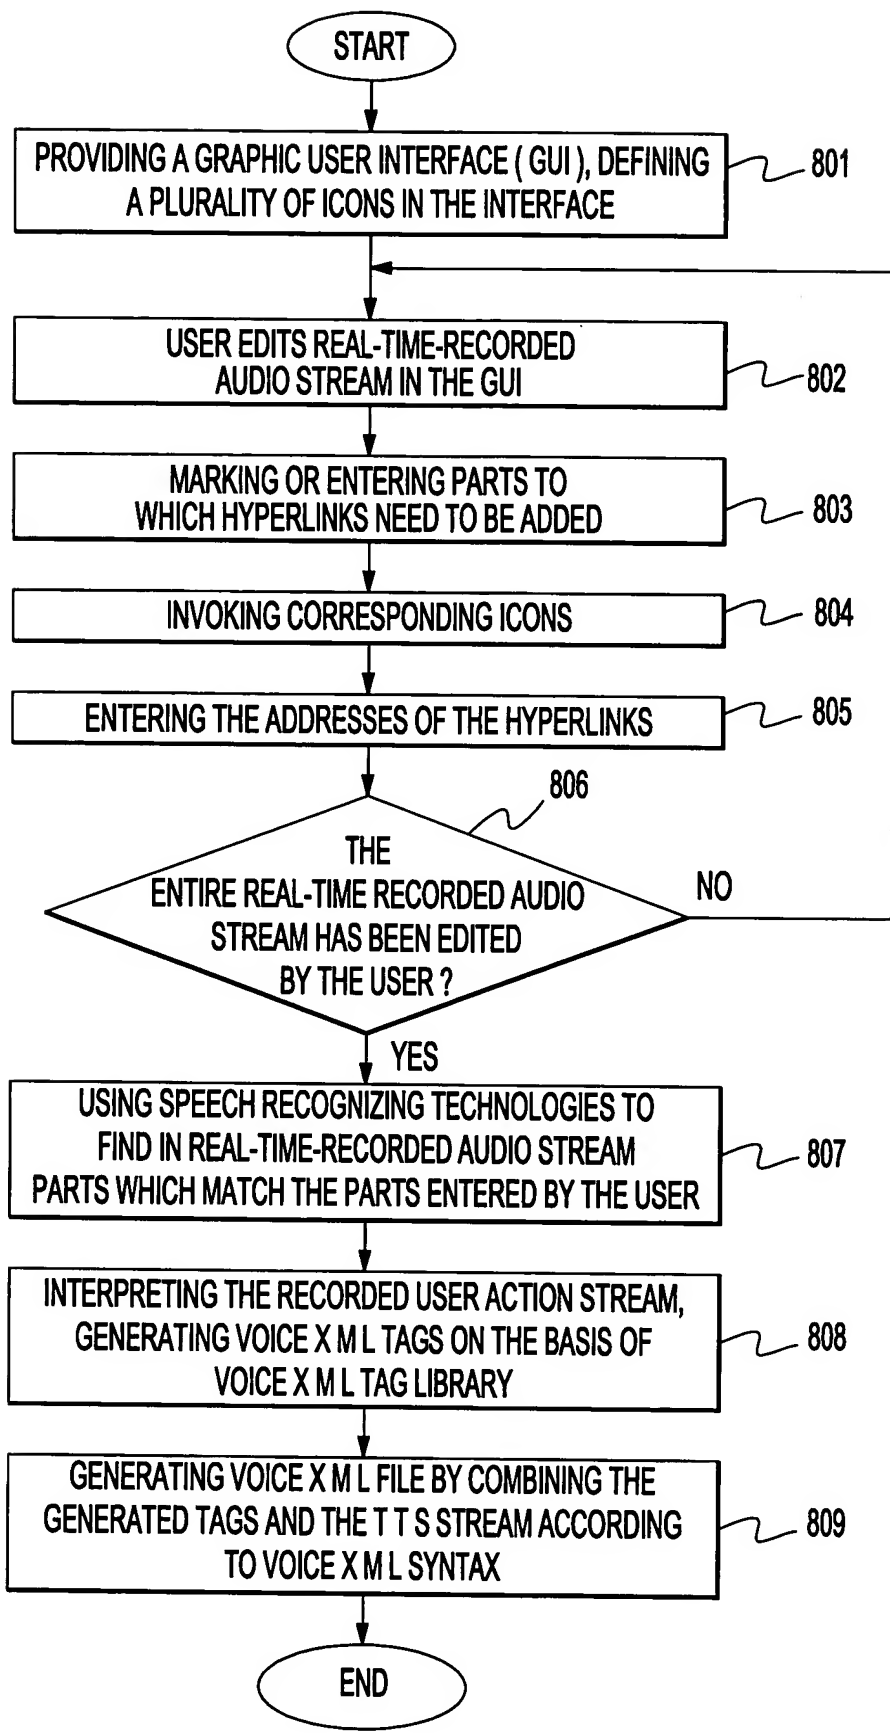 START
PROVIDING A GRAPHIC USER INTERFACE ( GUI ), DEFINING
A PLURALITY OF ICONS IN THE INTERFACE
801
USER EDITS REAL-TIME-RECORDED
AUDIO STREAM IN THE GUI
802
MARKING OR ENTERING PARTS TO
WHICH HYPERLINKS NEED TO BE ADDED
803
INVOKING CORRESPONDING ICONS
804
ENTERING THE ADDRESSES OF THE HYPERLINKS
805
806
THE
ENTIRE REAL-TIME RECORDED AUDIO
STREAM HAS BEEN EDITED
BY THE USER ?
NO
YES
USING SPEECH RECOGNIZING TECHNOLOGIES TO
FIND IN REAL-TIME-RECORDED AUDIO STREAM
PARTS WHICH MATCH THE PARTS ENTERED BY THE USER
807
INTERPRETING THE RECORDED USER ACTION STREAM,
GENERATING VOICE X M L TAGS ON THE BASIS OF
VOICE X M L TAG LIBRARY
808
GENERATING VOICE X M L FILE BY COMBINING THE
GENERATED TAGS AND THE T T S STREAM ACCORDING
TO VOICE X M L SYNTAX
809
END